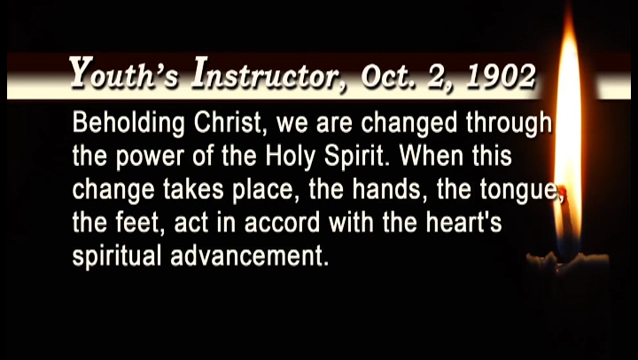 Youth's Instructor, Oct. 2, 1902
Beholding Christ, we are changed through
the power of the Holy Spirit. When this
change takes place, the hands, the tongue,
the feet, act in accord with the heart's
spiritual advancement.